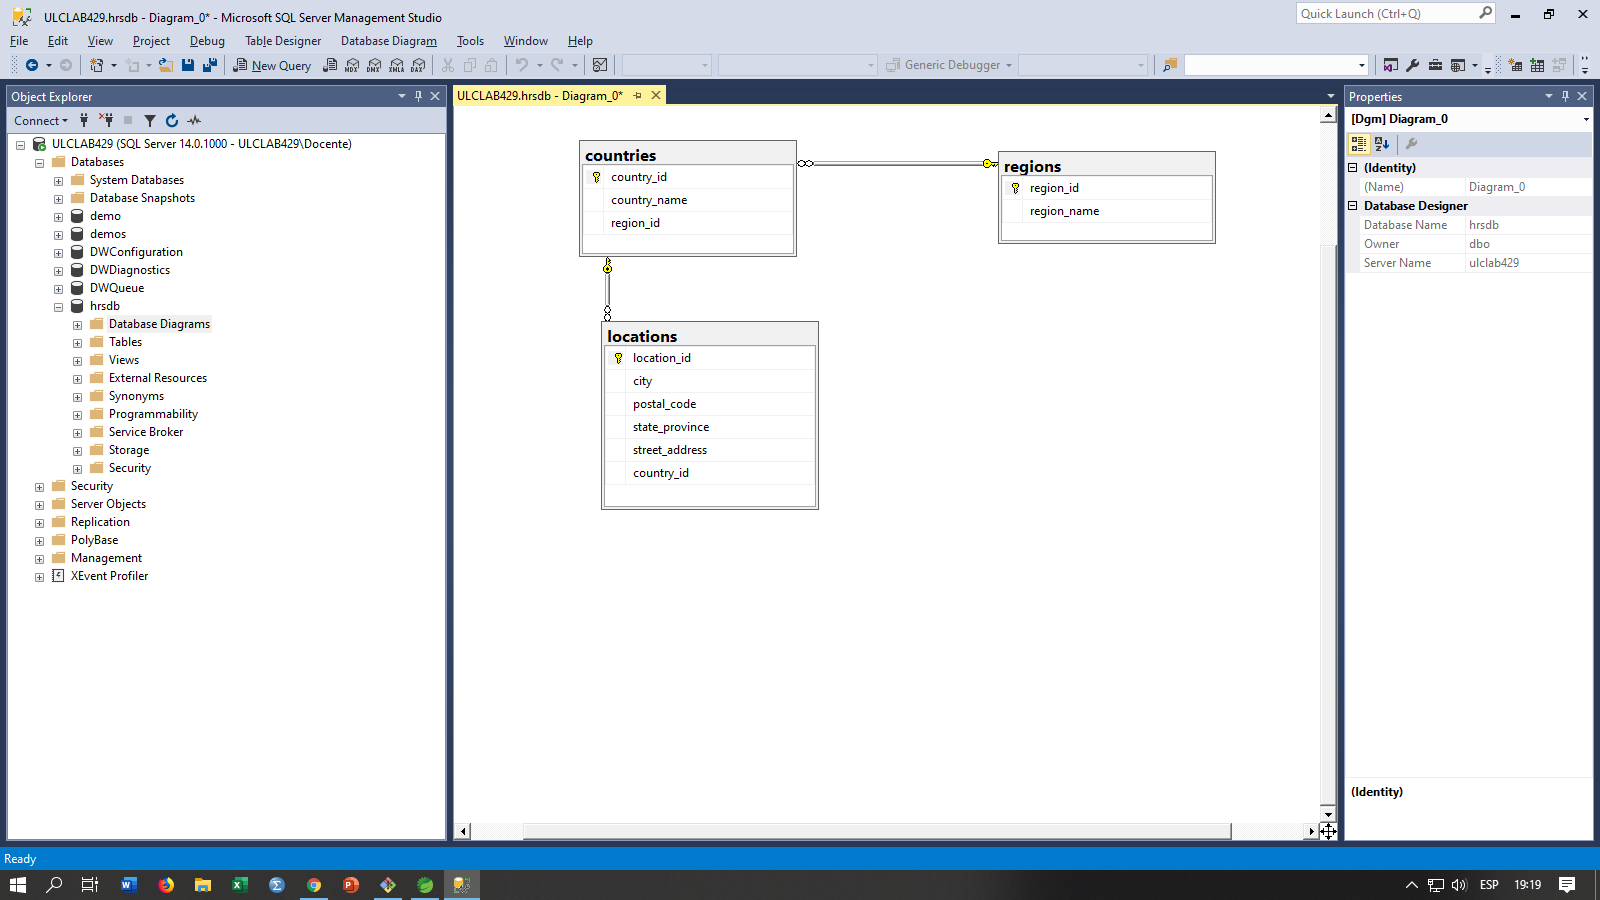 ULCLAB429.hrsdb - Diagram_0* - Microsoft SQL Server Management Studio
Quick Launch (Ctrl+Q)
File Edit View Project Debug Table Designer Database Diagram Tools Window Help
New Query
MDX DMX XMLA DAX
Generic Debugger
Object Explorer
Connect
ULCLAB429 (SQL Server 14.0.1000 - ULCLAB429\Docente)
Databases
System Databases
Database Snapshots
demo
demos
DWConfiguration
DWDiagnostics
DWQueue
hrsdb
Database Diagrams
Tables
Views
External Resources
Synonyms
Programmability
Service Broker
Storage
Security
Security
Server Objects
Replication
PolyBase
Management
XEvent Profiler
ULCLAB429.hrsdb - Diagram_0*
countries
country_id
country_name
region_id
regions
region_id
region_name
locations
location_id
city
postal_code
state_province
street_address
country_id
Properties
[Dgm] Diagram_0
(Identity)
(Name) Diagram_0
Database Designer
Database Name hrsdb
Owner dbo
Server Name ulclab429
(Identity)
Ready
ESP 19:19